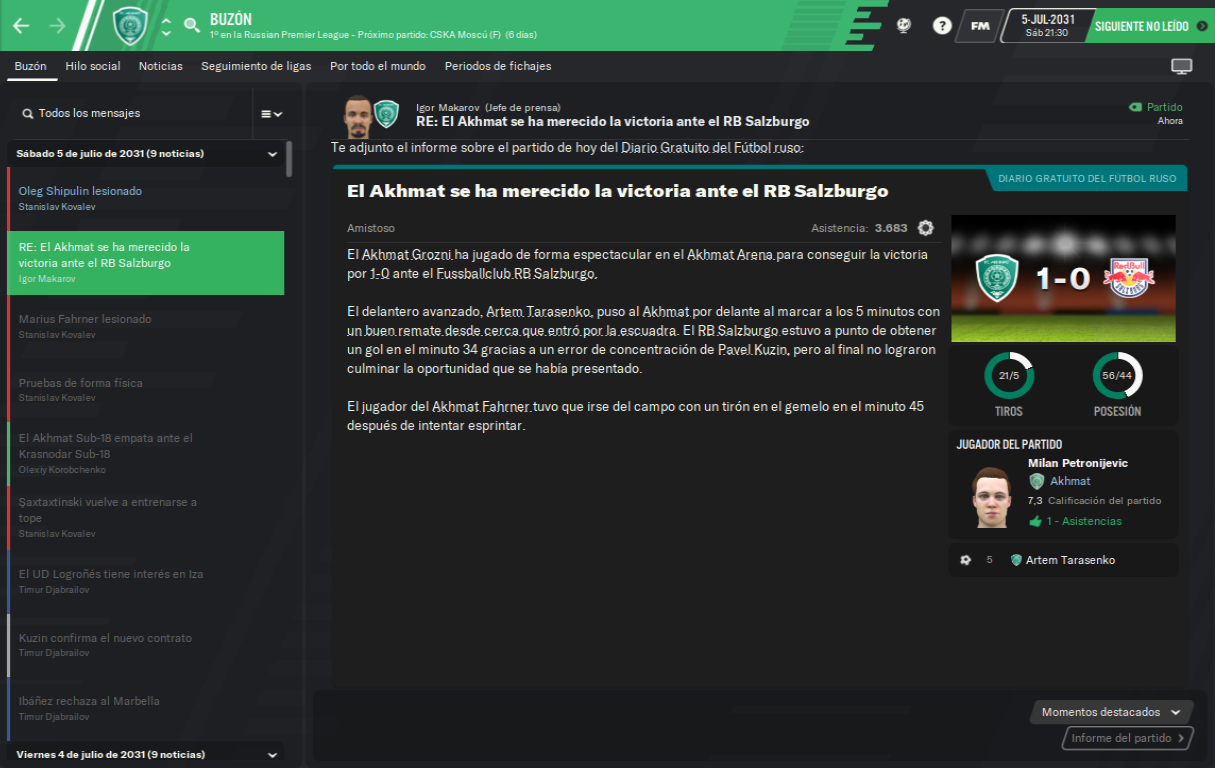 BUZÓN
1º en la Russian Premier League - Próximo partido: CSKA Moscú (F) (6 días)
?
FM
5-JUL-2031
Sáb 21:30
SIGUIENTE NO LEÍDO
Buzón
Hilo social
Noticias
Seguimiento de ligas
Por todo el mundo
Periodos de fichajes
Todos los mensajes
Sábado 5 de julio de 2031 (9 noticias)
Oleg Shipulin lesionado
Stanislav Kovalev
RE: El Akhmat se ha merecido la
victoria ante el RB Salzburgo
Igor Makarov
Marius Fahrner lesionado
Stanislav Kovalev
Pruebas de forma física
Stanislav Kovalev
El Akhmat Sub-18 empata ante el
Krasnodar Sub-18
Olexiy Korobchenko
Şaxtaxtinski vuelve a entrenarse a
tope
Stanislav Kovalev
El UD Logroñés tiene interés en Iza
Timur Djabrailov
Kuzin confirma el nuevo contrato
Timur Djabrailov
Ibáñez rechaza al Marbella
Timur Djabrailov
Viernes 4 de julio de 2031 (9 noticias)
Igor Makarov (Jefe de prensa)
RE: El Akhmat se ha merecido la victoria ante el RB Salzburgo
Partido
Ahora
Te adjunto el informe sobre el partido de hoy del Diario Gratuito del Fútbol ruso:
DIARIO GRATUITO DEL FÚTBOL RUSO
El Akhmat se ha merecido la victoria ante el RB Salzburgo
Amistoso
Asistencia: 3.683
El Akhmat Grozni ha jugado de forma espectacular en el Akhmat Arena para conseguir la victoria
por 1-0 ante el Fussballclub RB Salzburgo.
El delantero avanzado, Artem Tarasenko, puso al Akhmat por delante al marcar a los 5 minutos con
un buen remate desde cerca que entró por la escuadra. El RB Salzburgo estuvo a punto de obtener
un gol en el minuto 34 gracias a un error de concentración de Pavel Kuzin, pero al final no lograron
culminar la oportunidad que se había presentado.
El jugador del Akhmat Fahrner tuvo que irse del campo con un tirón en el gemelo en el minuto 45
después de intentar esprintar.
1-0
RedBull
SALZBURG
21/5
TIROS
56/44
POSESIÓN
JUGADOR DEL PARTIDO
Milan Petronijevic
Akhmat
7,3 Calificación del partido
1 - Asistencias
5 Artem Tarasenko
Momentos destacados
Informe del partido